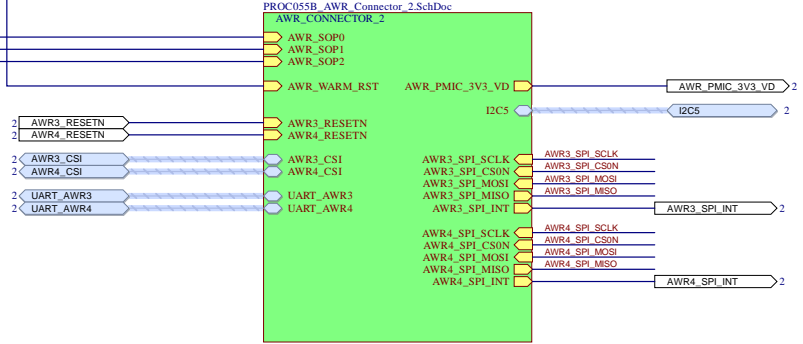 PROC055B_AWR_Connector_2.SchDoc
AWR_CONNECTOR_2
AWR_SOP0
AWR_SOP1
AWR_SOP2
AWR_WARM_RST AWR_PMIC_3V3_VD AWR_PMIC_3V3_VD 2
I2C5 I2C5 2
2 AWR3_RESETN AWR3_RESETN
2 AWR4_RESETN AWR4_RESETN
2 AWR3_CSI AWR3_CSI AWR3_SPI_SCLK AWR3_SPI_SCLK
2 AWR4_CSI AWR4_CSI AWR3_SPI_CS0N AWR3_SPI_CS0N
AWR3_SPI_MOSI AWR3_SPI_MOSI
2 UART_AWR3 UART_AWR3 AWR3_SPI_MISO AWR3_SPI_MISO
2 UART_AWR4 UART_AWR4 AWR3_SPI_INT AWR3_SPI_INT 2
AWR4_SPI_SCLK AWR4_SPI_SCLK
AWR4_SPI_CS0N AWR4_SPI_CS0N
AWR4_SPI_MOSI AWR4_SPI_MOSI
AWR4_SPI_MISO AWR4_SPI_MISO
AWR4_SPI_INT AWR4_SPI_INT 2